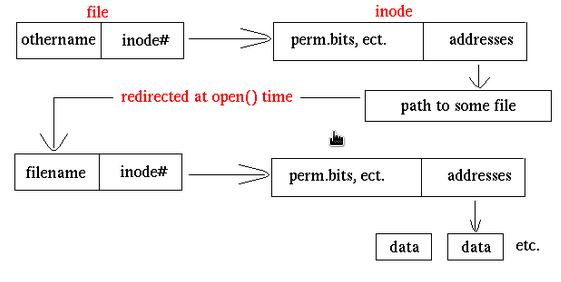 file
inode
othername inode# perm.bits, ect. addresses
redirected at open() time path to some file
filename inode# perm.bits, ect. addresses
data data etc.